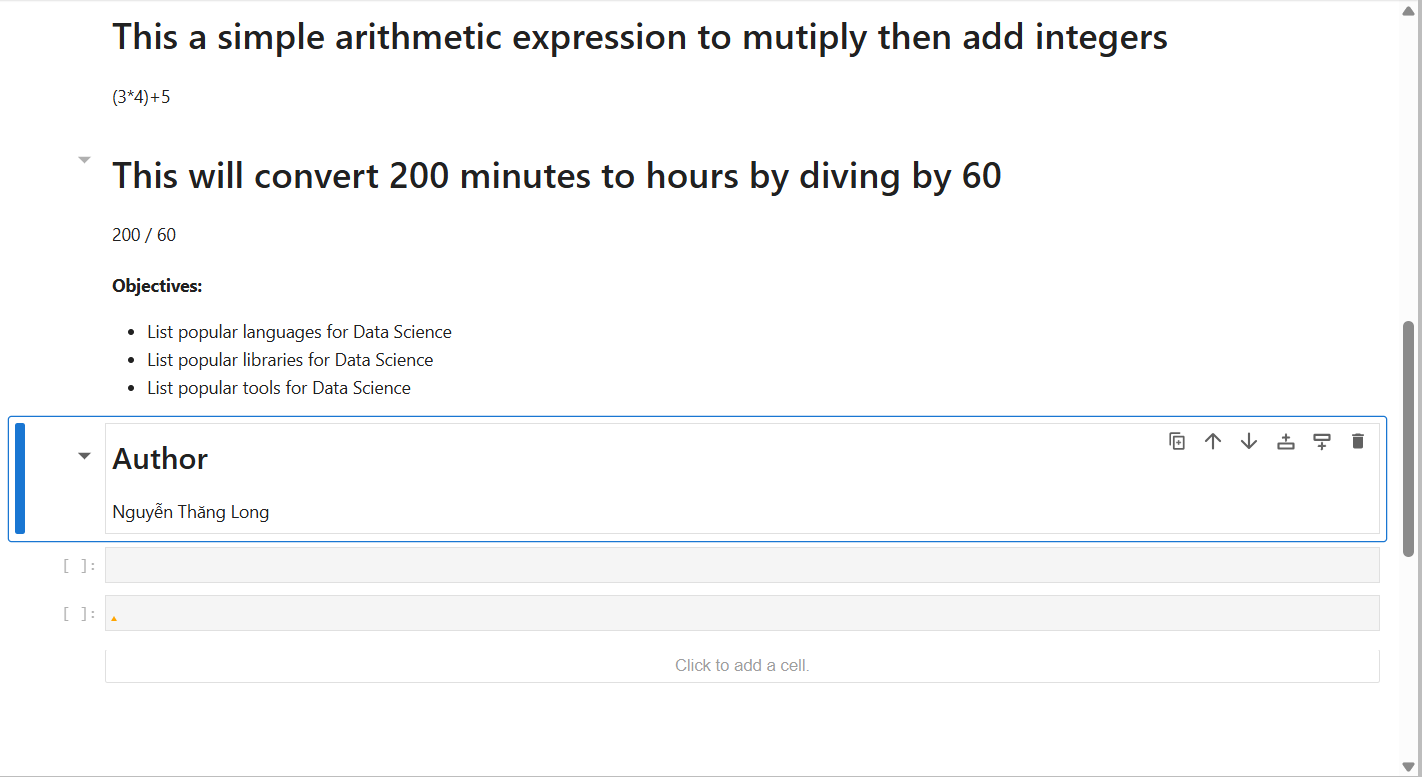 This a simple arithmetic expression to mutiply then add integers
(3*4)+5
This will convert 200 minutes to hours by diving by 60
200 / 60
Objectives:
• List popular languages for Data Science
• List popular libraries for Data Science
• List popular tools for Data Science
Author
Nguyễn Thăng Long
[ ]:
[ ]:
Click to add a cell.